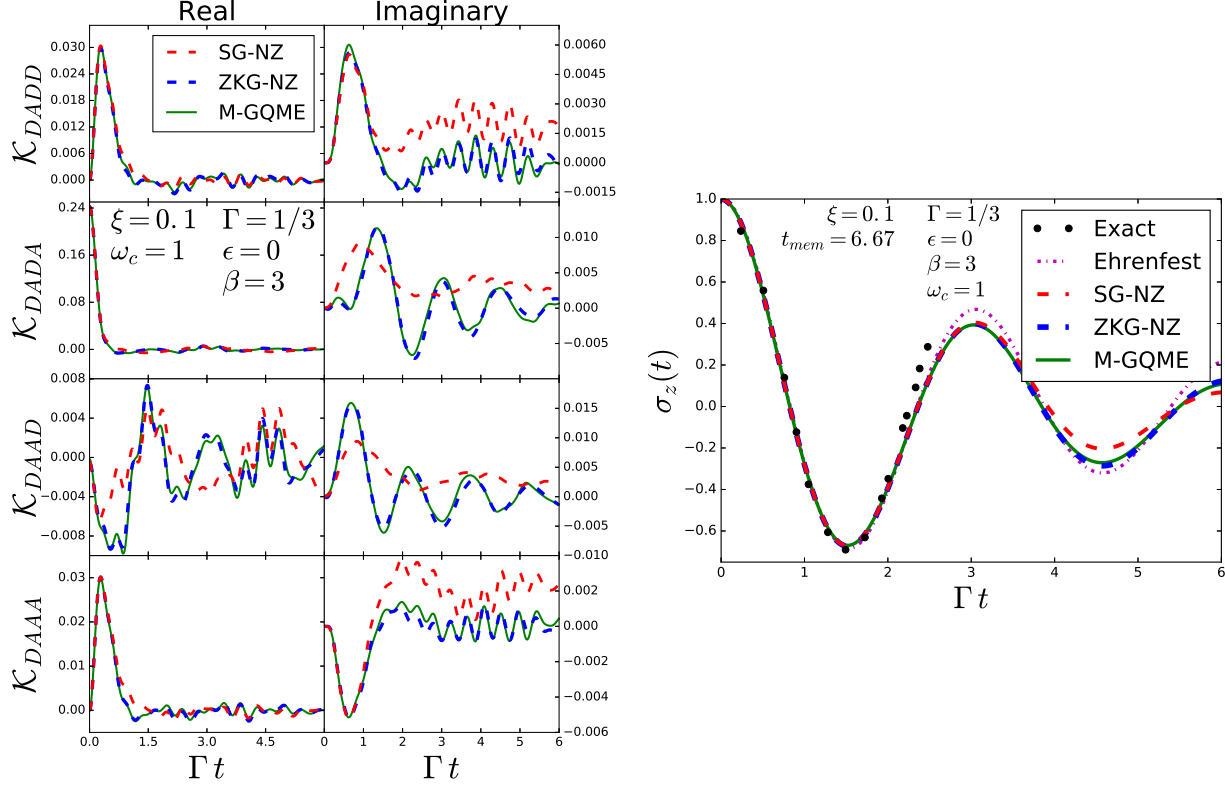 Real Imaginary
SG-NZ
ZKG-NZ
M-GQME
𝒦_DADD
0.030
0.024
0.018
0.012
0.006
0.000
0.0060
0.0045
0.0030
0.0015
0.0000
−0.0015
ξ=0.1 Γ=1/3
ω_c=1 ϵ=0
β=3
𝒦_DADA
0.24
0.16
0.08
0.00
0.010
0.005
0.000
−0.005
𝒦_DAAD
0.008
0.004
0.000
−0.004
−0.008
0.015
0.010
0.005
0.000
−0.005
−0.010
𝒦_DAAA
0.03
0.02
0.01
0.00
0.002
0.000
−0.002
−0.004
−0.006
0.0 1.5 3.0 4.5 0 1 2 3 4 5 6
Γt Γt
ξ=0.1 Γ=1/3
t_mem=6.67 ϵ=0
β=3
ω_c=1
Exact
Ehrenfest
SG-NZ
ZKG-NZ
M-GQME
σ_z(t)
1.0
0.8
0.6
0.4
0.2
0.0
−0.2
−0.4
−0.6
0 1 2 3 4 5 6
Γt